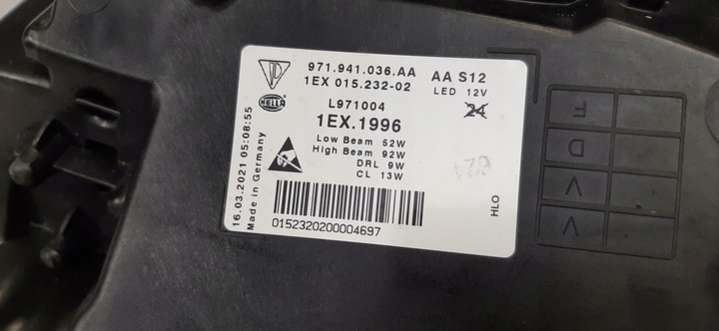 971.941.036.AA AA S12
1EX 015.232-02 LED 12V
HELLA
L971004 24
1EX.1996
Low Beam 52W
High Beam 92W
DRL 9W
CL 13W
16.03.2021 05:08:55
Made in Germany
0152320200004697
HLO
F
D
V
V